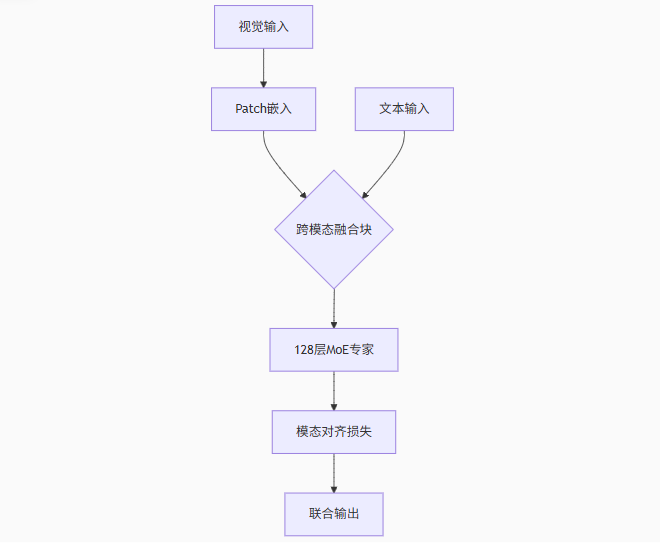 视觉输入
Patch嵌入
文本输入
跨模态融合块
128层MoE专家
模态对齐损失
联合输出